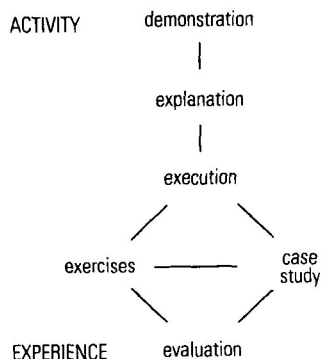 ACTIVITY demonstration
explanation
execution
exercises case
study
EXPERIENCE evaluation